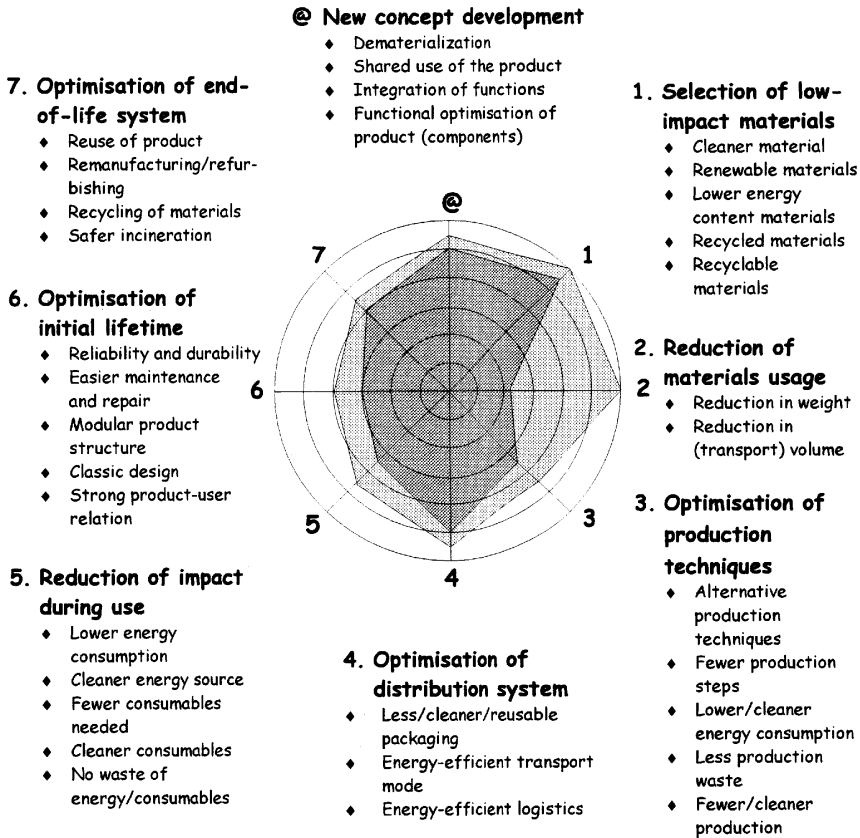 @ New concept development
♦ Dematerialization
♦ Shared use of the product
♦ Integration of functions
♦ Functional optimisation of
product (components)
7. Optimisation of end-
of-life system
♦ Reuse of product
♦ Remanufacturing/refur-
bishing
♦ Recycling of materials
♦ Safer incineration
1. Selection of low-
impact materials
♦ Cleaner material
♦ Renewable materials
♦ Lower energy
content materials
♦ Recycled materials
♦ Recyclable
materials
6. Optimisation of
initial lifetime
♦ Reliability and durability
♦ Easier maintenance
and repair
♦ Modular product
structure
♦ Classic design
♦ Strong product-user
relation
@
1
2
3
4
5
6
7
2. Reduction of
materials usage
♦ Reduction in weight
♦ Reduction in
(transport) volume
3. Optimisation of
production
techniques
♦ Alternative
production
techniques
♦ Fewer production
steps
♦ Lower/cleaner
energy consumption
♦ Less production
waste
♦ Fewer/cleaner
production
5. Reduction of impact
during use
♦ Lower energy
consumption
♦ Cleaner energy source
♦ Fewer consumables
needed
♦ Cleaner consumables
♦ No waste of
energy/consumables
4. Optimisation of
distribution system
♦ Less/cleaner/reusable
packaging
♦ Energy-efficient transport
mode
♦ Energy-efficient logistics